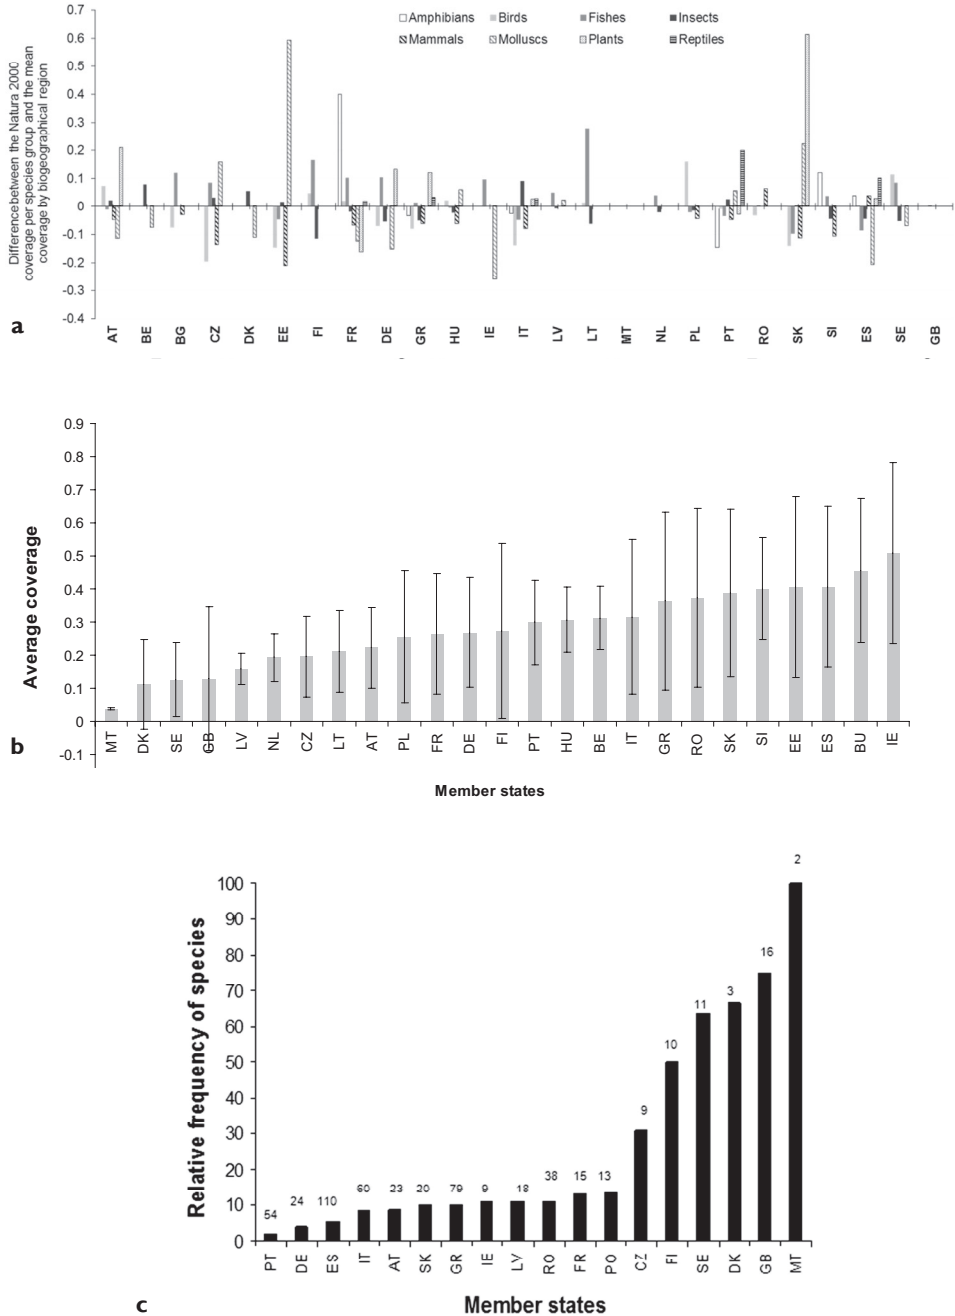 0.7
0.6
0.5
0.4
0.3
0.2
0.1
0
-0.1
-0.2
-0.3
-0.4
Differencebetween the Natura 2000
coverage per species group and the mean
coverage by biogeographical region
Amphibians Birds Fishes Insects
Mammals Molluscs Plants Reptiles
AT BE BG CZ DK EE FI FR DE GR HU IE IT LV LT MT NL PL PT RO SK SI ES SE GB
a
0.9
0.8
0.7
0.6
0.5
0.4
0.3
0.2
0.1
0
-0.1
Average coverage
MT DK SE GB LV NL CZ LT AT PL FR DE FI PT HU BE IT GR RO SK SI EE ES BU IE
b
Member states
100
90
80
70
60
50
40
30
20
10
0
Relative frequency of species
54 24 110 60 23 20 79 9 18 38 15 13 9 10 11 3 16 2
PT DE ES IT AT SK GR IE LV RO FR PO CZ FI SE DK GB MT
c
Member states